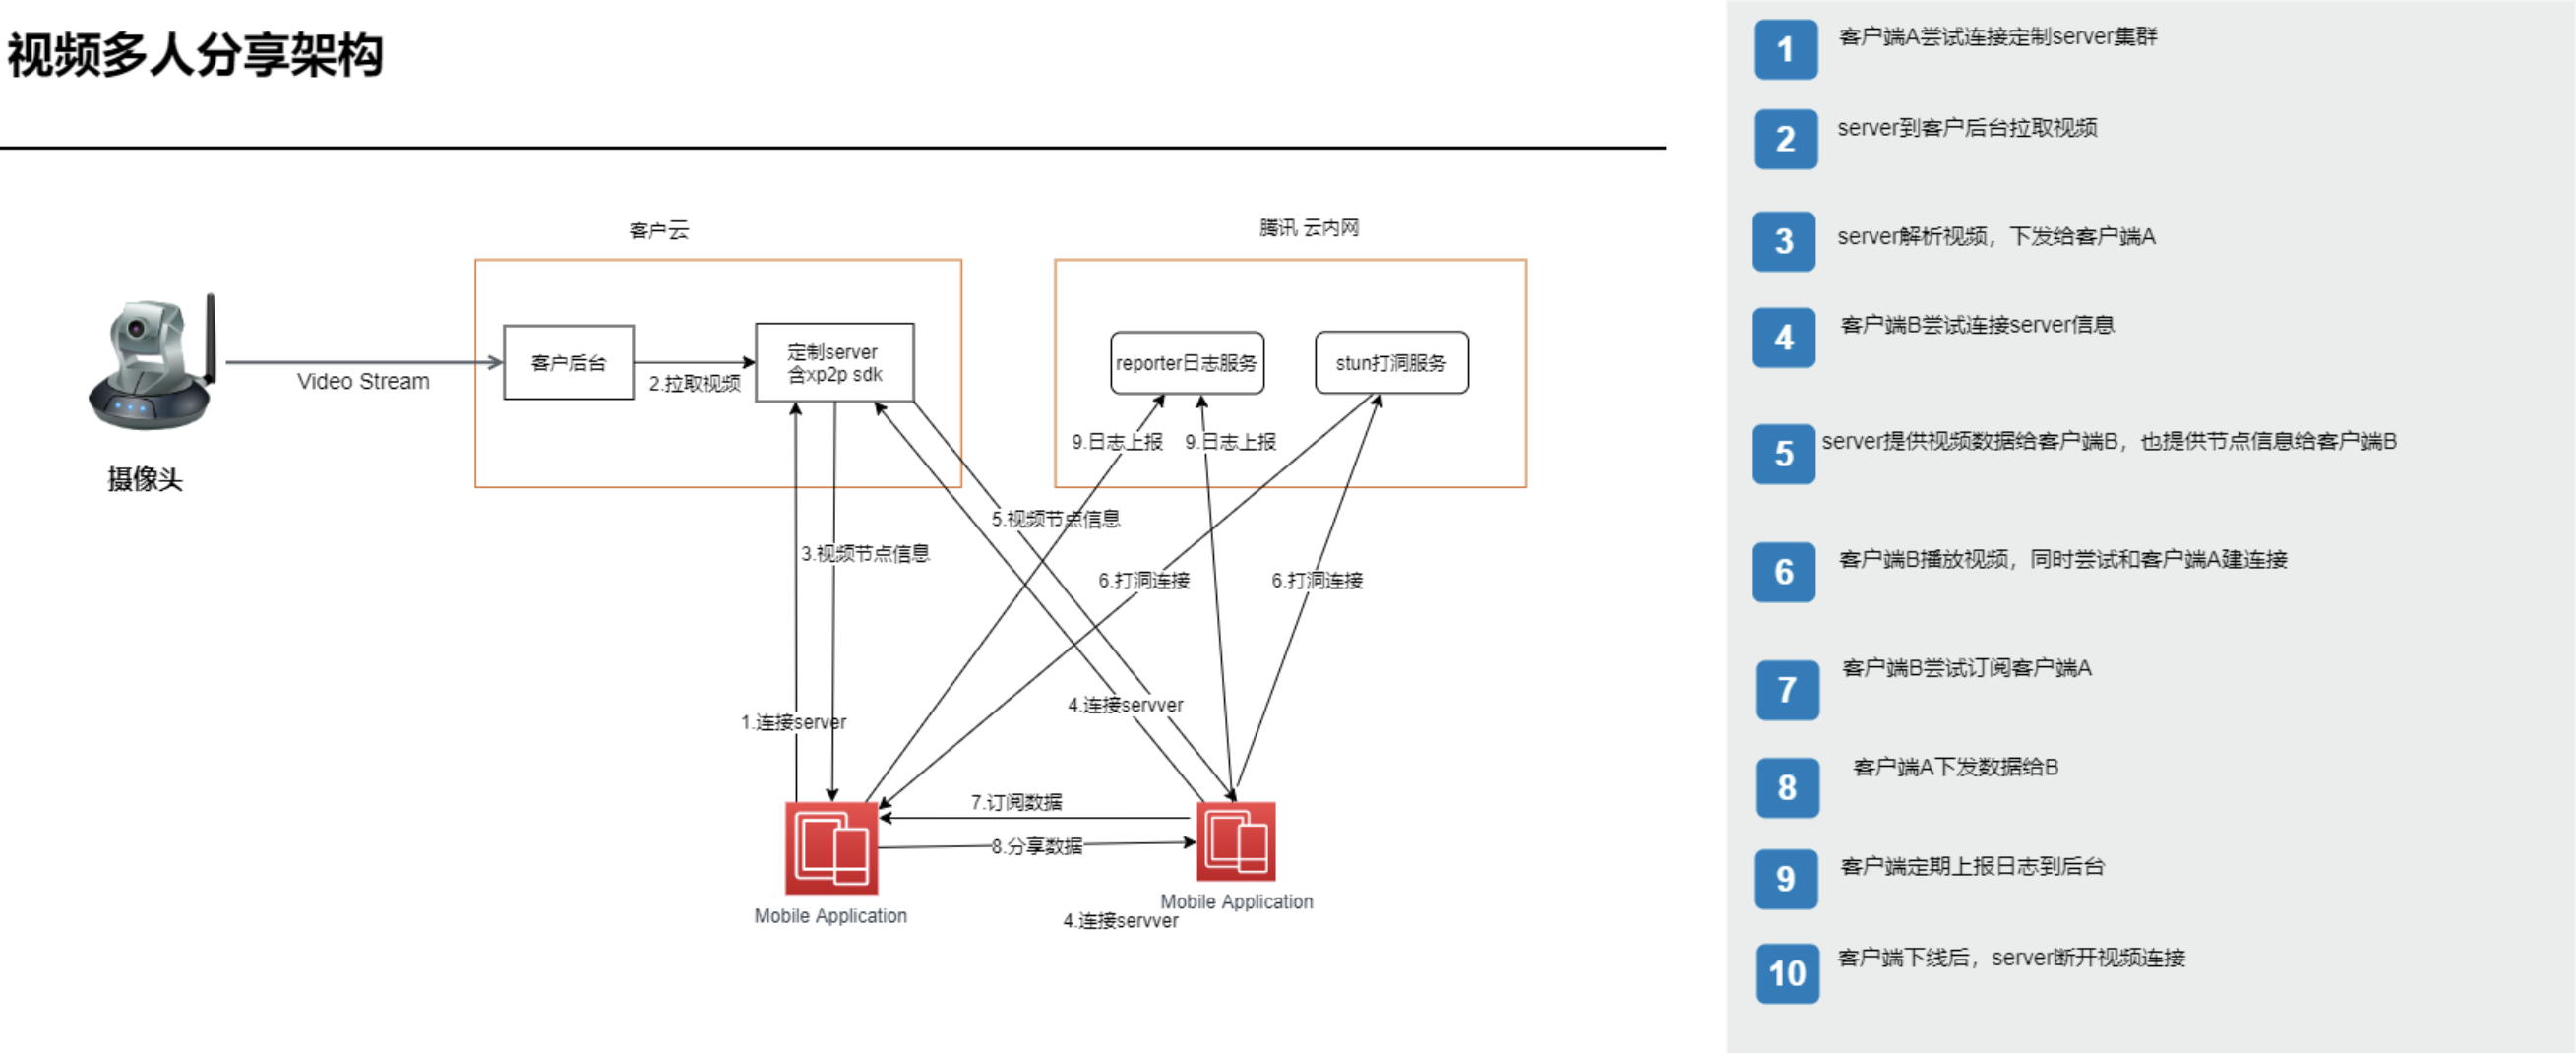 视频多人分享架构
客户云
腾讯 云内网
Video Stream
摄像头
客户后台
2.拉取视频
定制server
含xp2p sdk
reporter日志服务
stun打洞服务
9.日志上报
9.日志上报
5.视频节点信息
3.视频节点信息
6.打洞连接
6.打洞连接
4.连接servver
1.连接server
7.订阅数据
8.分享数据
Mobile Application
Mobile Application
4.连接servver
1
客户端A尝试连接定制server集群
2
server到客户后台拉取视频
3
server解析视频，下发给客户端A
4
客户端B尝试连接server信息
5
server提供视频数据给客户端B，也提供节点信息给客户端B
6
客户端B播放视频，同时尝试和客户端A建连接
7
客户端B尝试订阅客户端A
8
客户端A下发数据给B
9
客户端定期上报日志到后台
10
客户端下线后，server断开视频连接